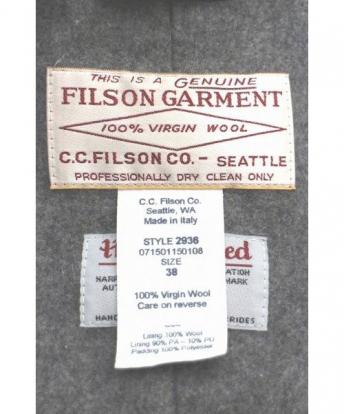 THIS IS A GENUINE
FILSON GARMENT
100% VIRGIN WOOL
C.C.FILSON CO. - SEATTLE
PROFESSIONALLY DRY CLEAN ONLY
C.C. Filson Co.
Seattle, WA
Made in Italy
STYLE 2936
071501150108
SIZE
38
100% Virgin Wool
Care on reverse
Lining 100% Wool
Lining 90% PA - 10% PU
Padding 100% Polyester
HAND